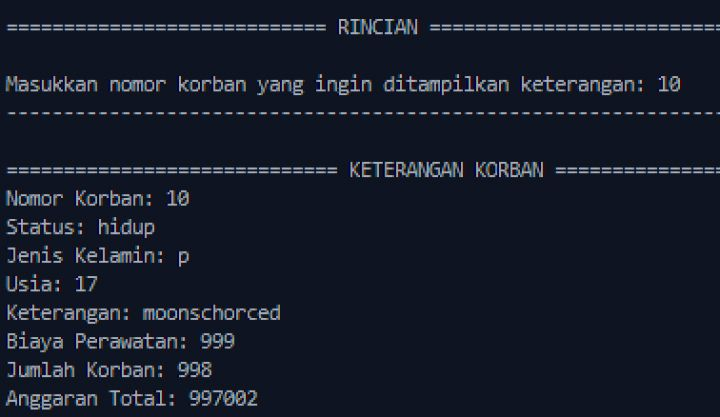 ============================ RINCIAN ==========================
Masukkan nomor korban yang ingin ditampilkan keterangan: 10
---------------------------------------------------------------
============================= KETERANGAN KORBAN ===============
Nomor Korban: 10
Status: hidup
Jenis Kelamin: p
Usia: 17
Keterangan: moonschorced
Biaya Perawatan: 999
Jumlah Korban: 998
Anggaran Total: 997002